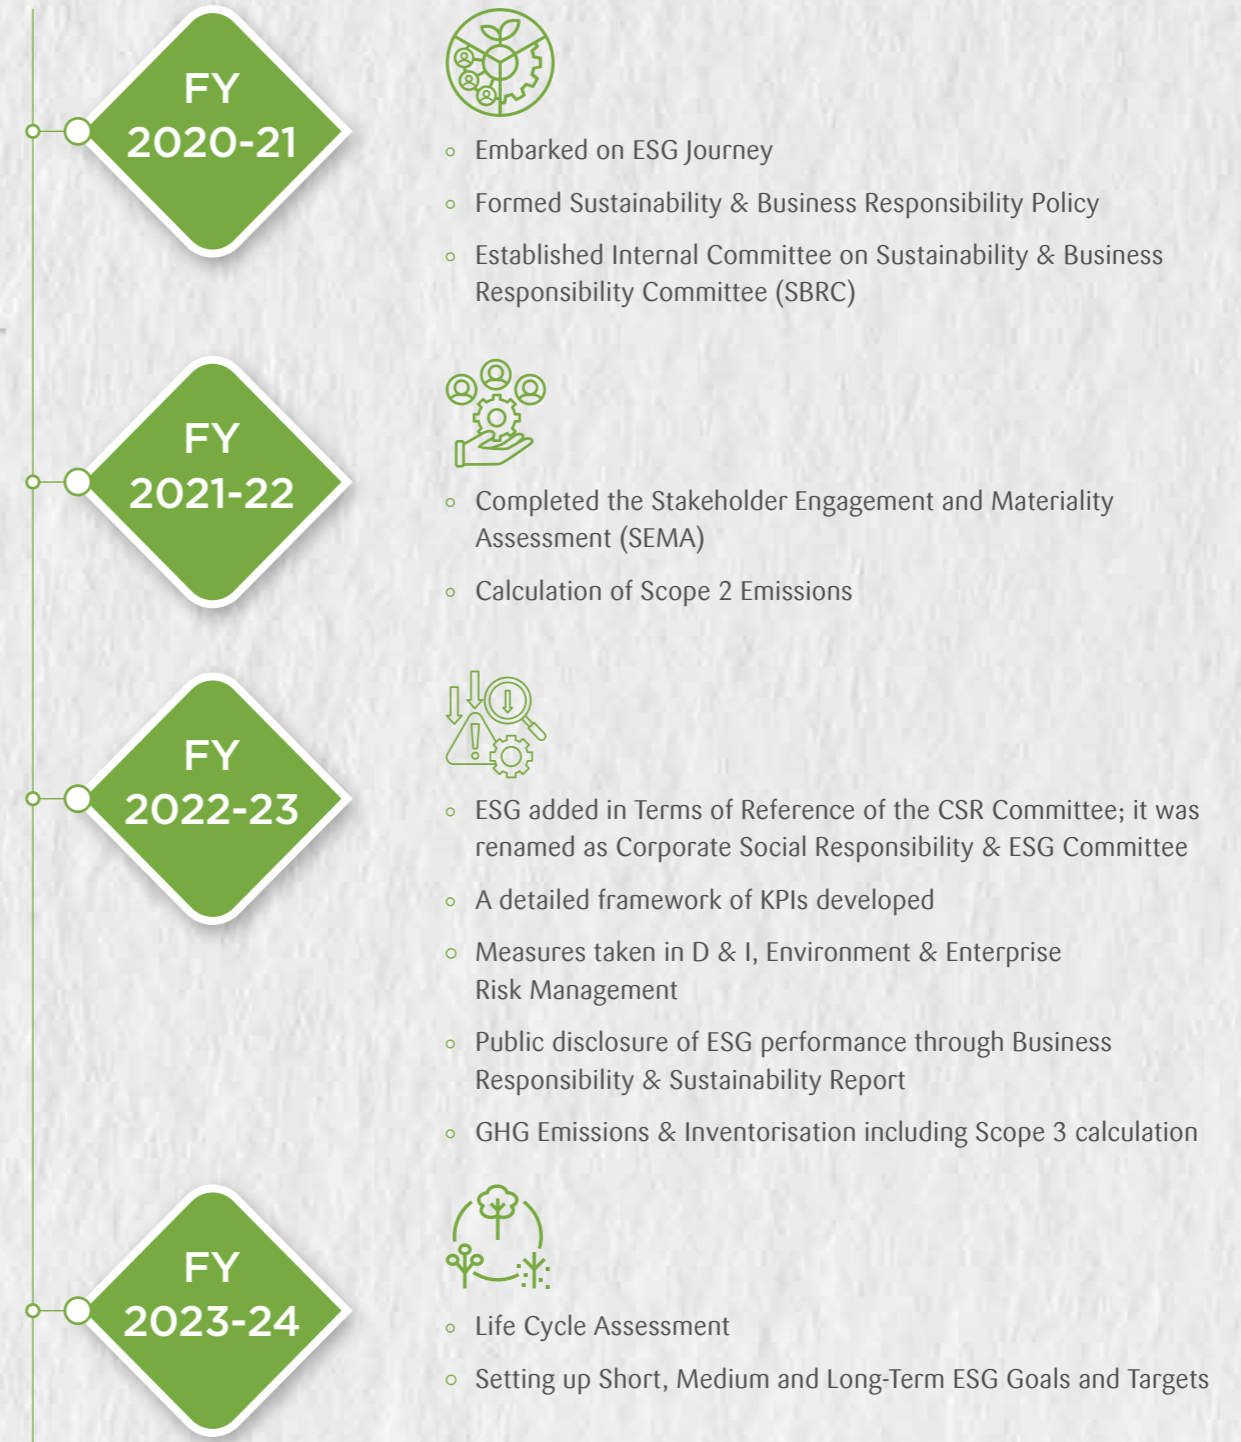 FY
2020-21
Embarked on ESG Journey
Formed Sustainability & Business Responsibility Policy
Established Internal Committee on Sustainability & Business
Responsibility Committee (SBRC)
FY
2021-22
Completed the Stakeholder Engagement and Materiality
Assessment (SEMA)
Calculation of Scope 2 Emissions
FY
2022-23
ESG added in Terms of Reference of the CSR Committee; it was
renamed as Corporate Social Responsibility & ESG Committee
A detailed framework of KPIs developed
Measures taken in D & I, Environment & Enterprise
Risk Management
Public disclosure of ESG performance through Business
Responsibility & Sustainability Report
GHG Emissions & Inventorisation including Scope 3 calculation
FY
2023-24
Life Cycle Assessment
Setting up Short, Medium and Long-Term ESG Goals and Targets